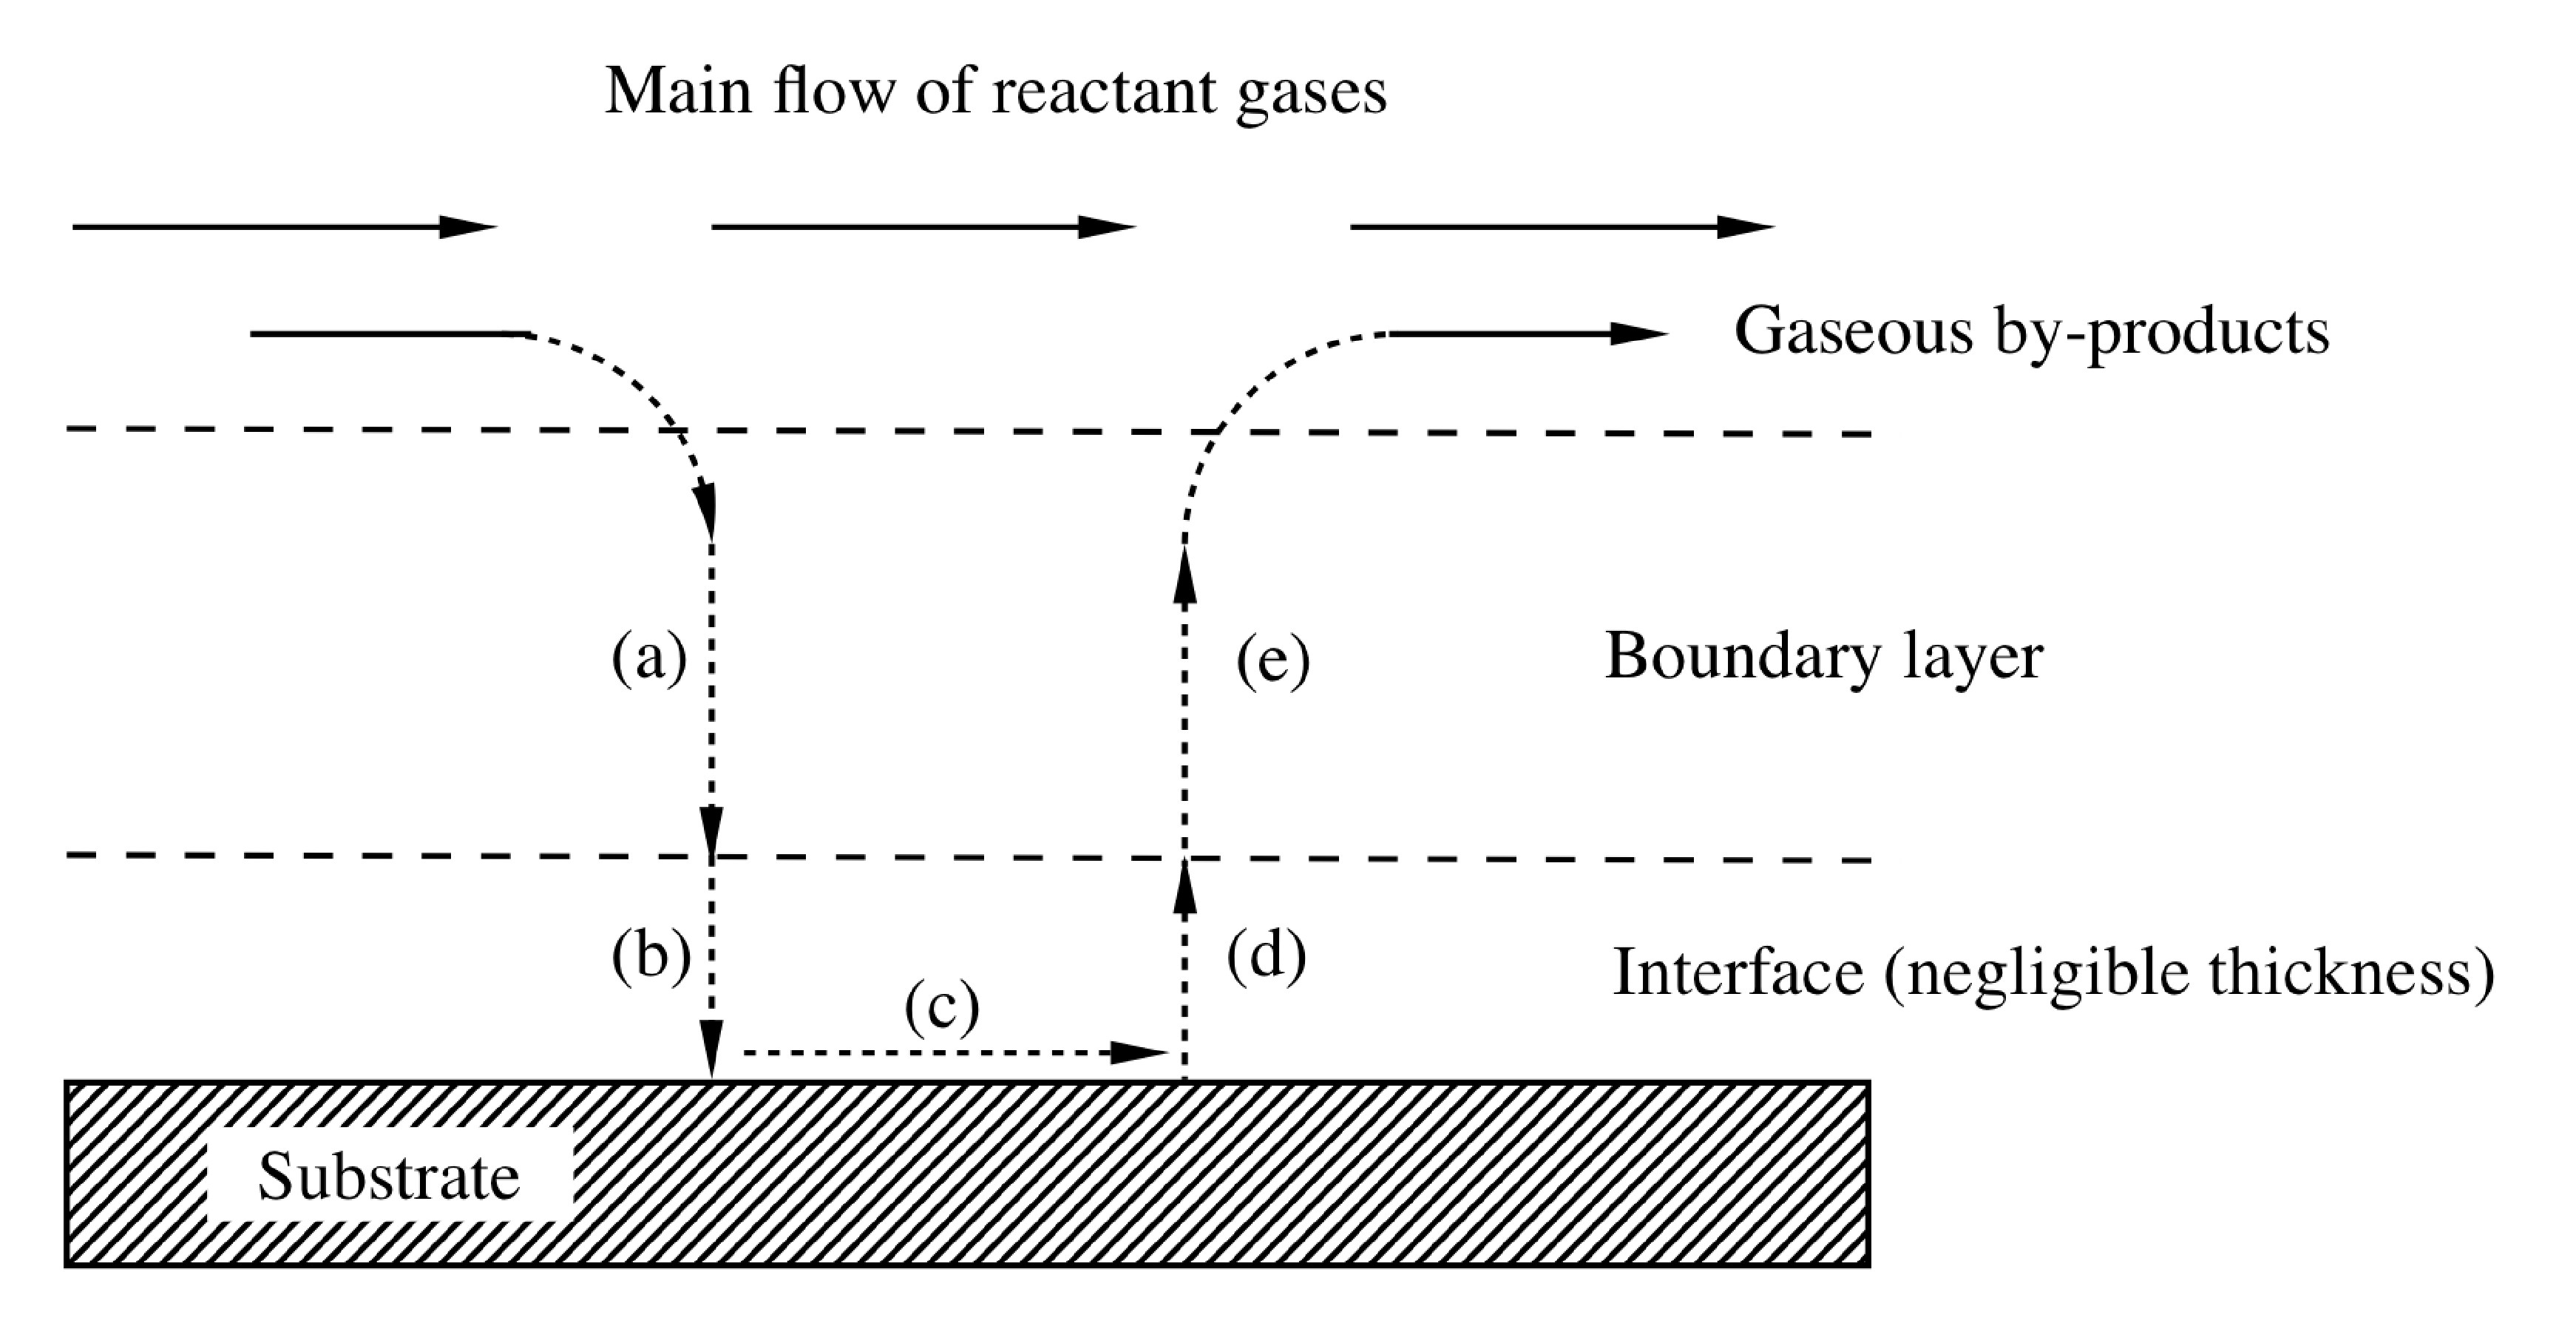 Main flow of reactant gases
Gaseous by-products
(a)
(e)
Boundary layer
(b)
(d)
Interface (negligible thickness)
(c)
Substrate